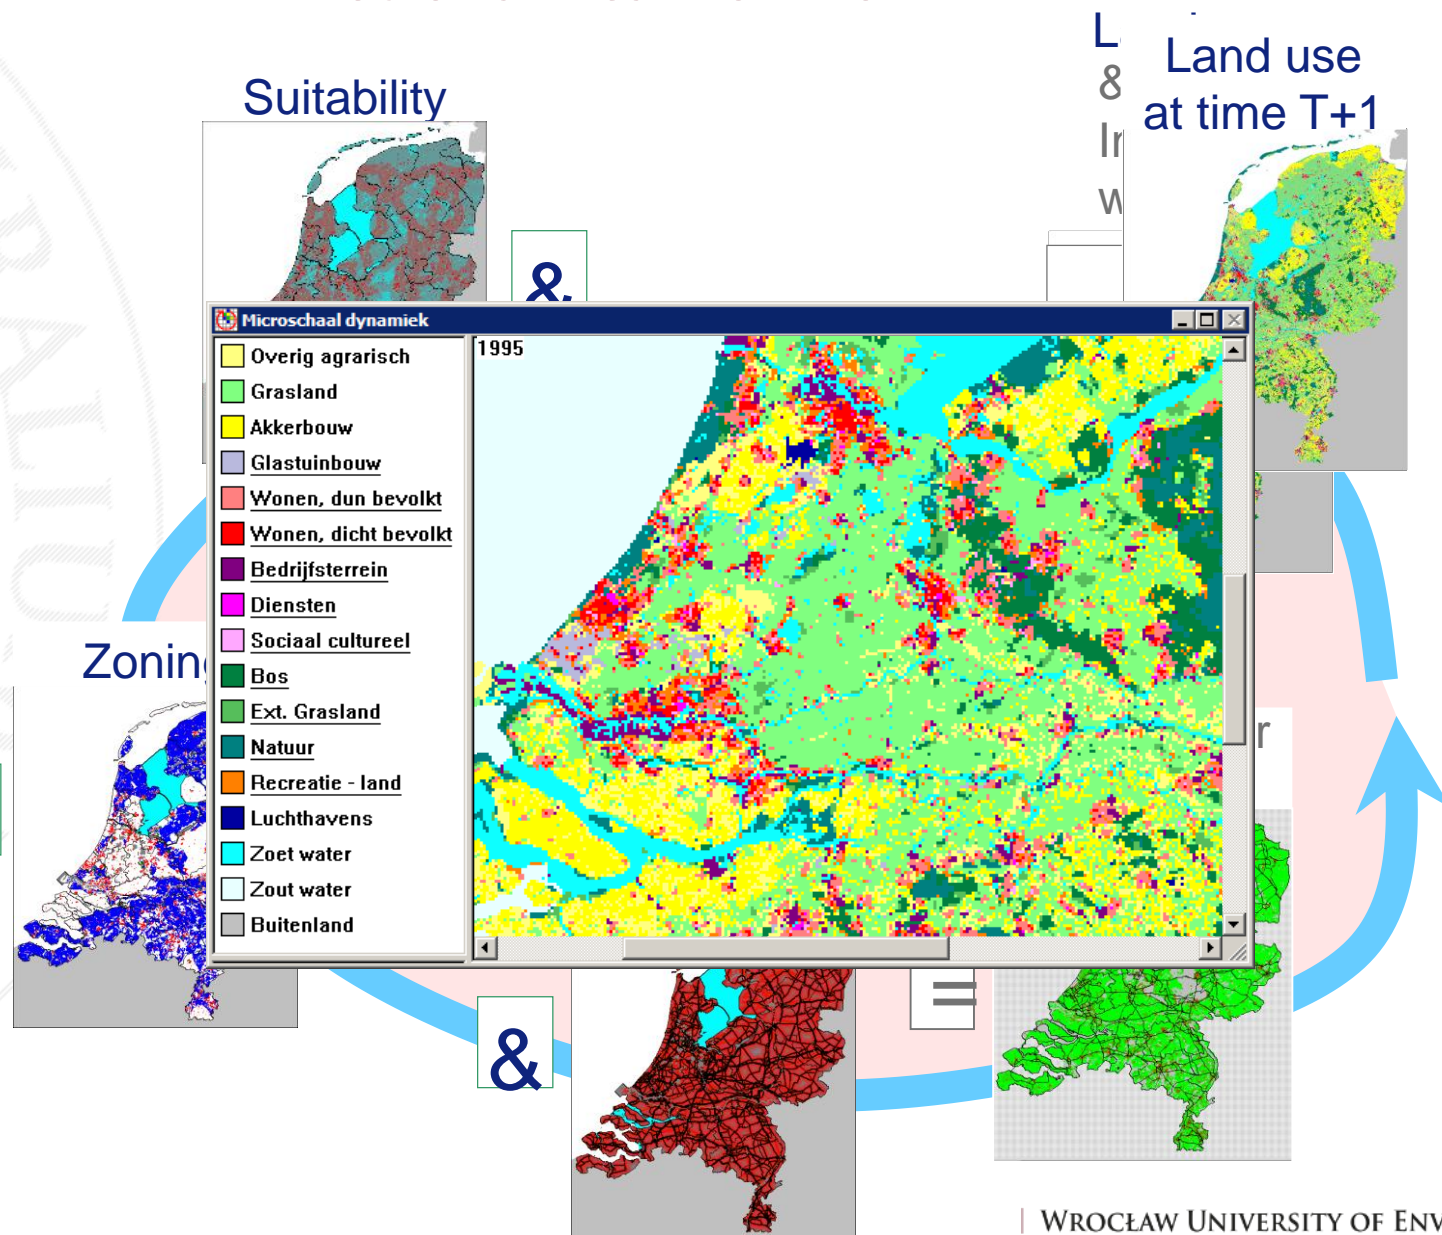 Suitability
&
Land use
at time T+1
&
Microschaal dynamiek
Overig agrarisch
Grasland
Akkerbouw
Glastuinbouw
Wonen, dun bevolkt
Wonen, dicht bevolkt
Bedrijfsterrein
Diensten
Sociaal cultureel
Bos
Ext. Grasland
Natuur
Recreatie - land
Luchthavens
Zoet water
Zout water
Buitenland
1995
&
=
WROCŁAW UNIVERSITY OF ENV